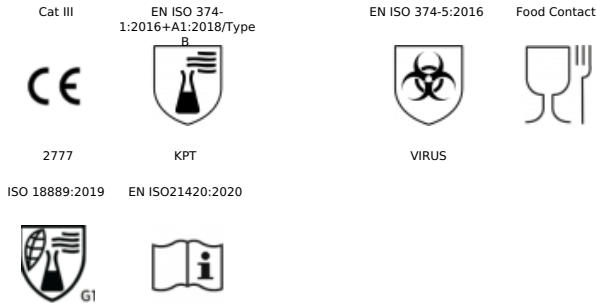 Cat III
EN ISO 374-
1:2016+A1:2018/Type
B
EN ISO 374-5:2016
Food Contact
CE
2777
KPT
VIRUS
ISO 18889:2019
EN ISO21420:2020
G1
i